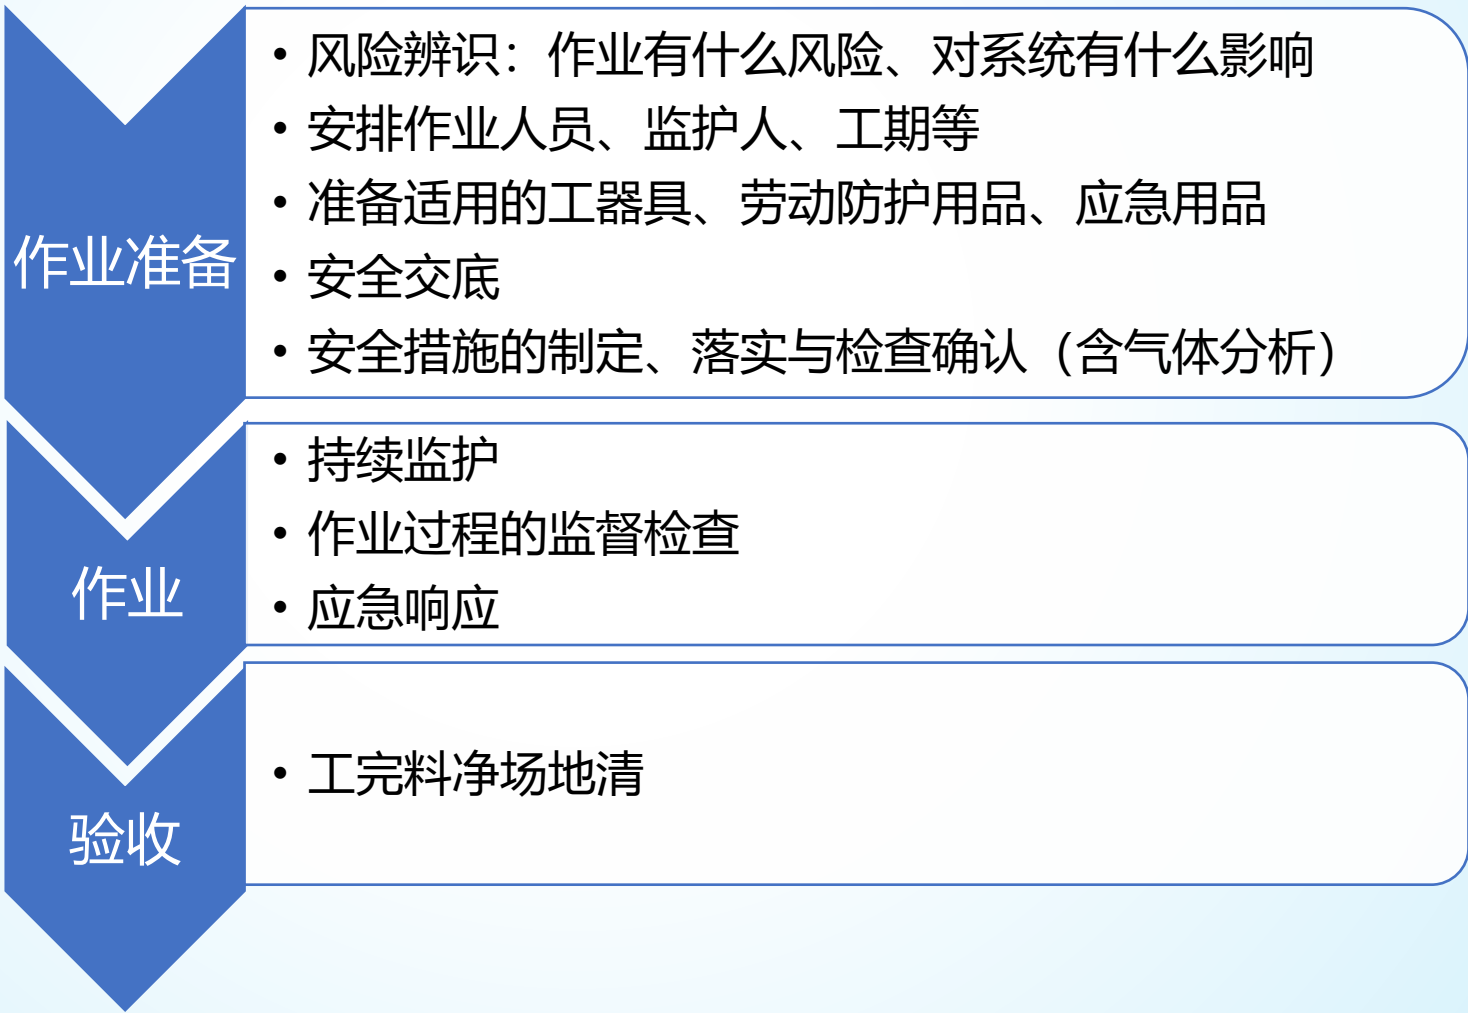 作业准备
• 风险辨识：作业有什么风险、对系统有什么影响
• 安排作业人员、监护人、工期等
• 准备适用的工器具、劳动防护用品、应急用品
• 安全交底
• 安全措施的制定、落实与检查确认（含气体分析）
作业
• 持续监护
• 作业过程的监督检查
• 应急响应
验收
• 工完料净场地清